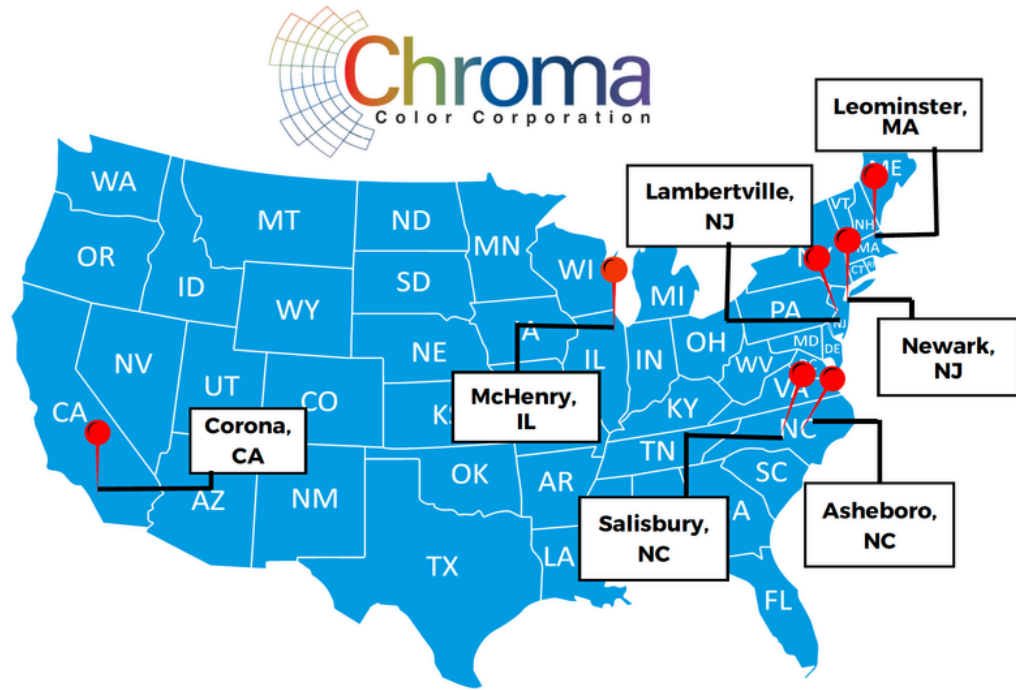 Chroma
Color Corporation
Leominster,
MA
Lambertville,
NJ
Newark,
NJ
McHenry,
IL
Corona,
CA
Salisbury,
NC
Asheboro,
NC
WA
OR
CA
NV
ID
MT
WY
UT
AZ
CO
NM
ND
SD
NE
OK
TX
MN
IA
AR
LA
WI
IL
MI
IN
OH
KY
TN
WV
VA
NC
SC
FL
PA
MD
DE
NJ
CT
MA
VT
NH
ME